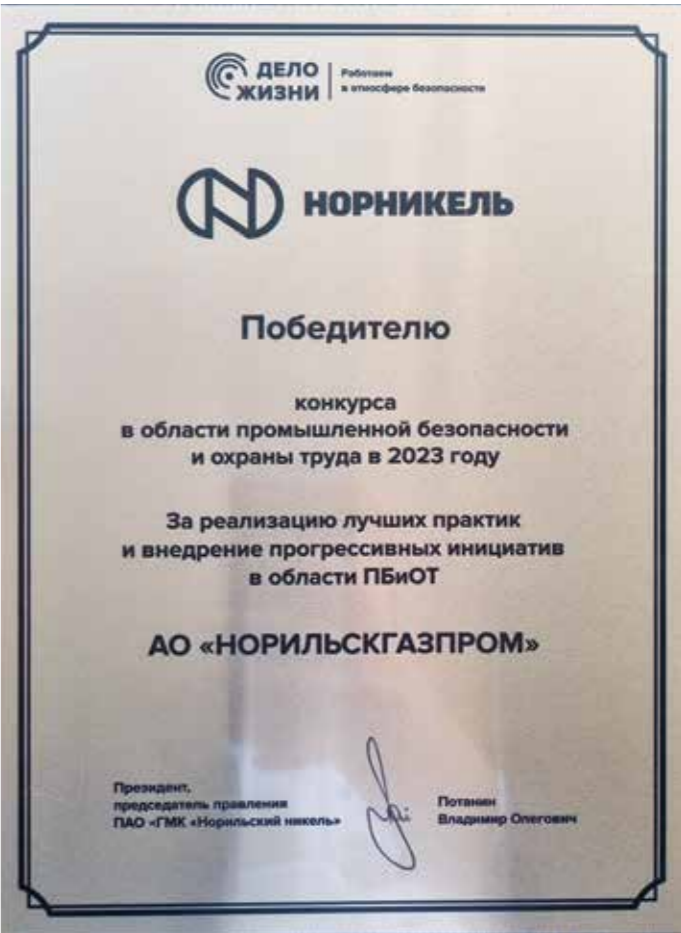 ДЕЛО
ЖИЗНИ
Работаем
в атмосфере безопасности
НОРНИКЕЛЬ
Победителю
конкурса
в области промышленной безопасности
и охраны труда в 2023 году
За реализацию лучших практик
и внедрение прогрессивных инициатив
в области ПБиОТ
АО «НОРИЛЬСКГАЗПРОМ»
Президент,
председатель правления
ПАО «ГМК «Норильский никель»
Потанин
Владимир Олегович